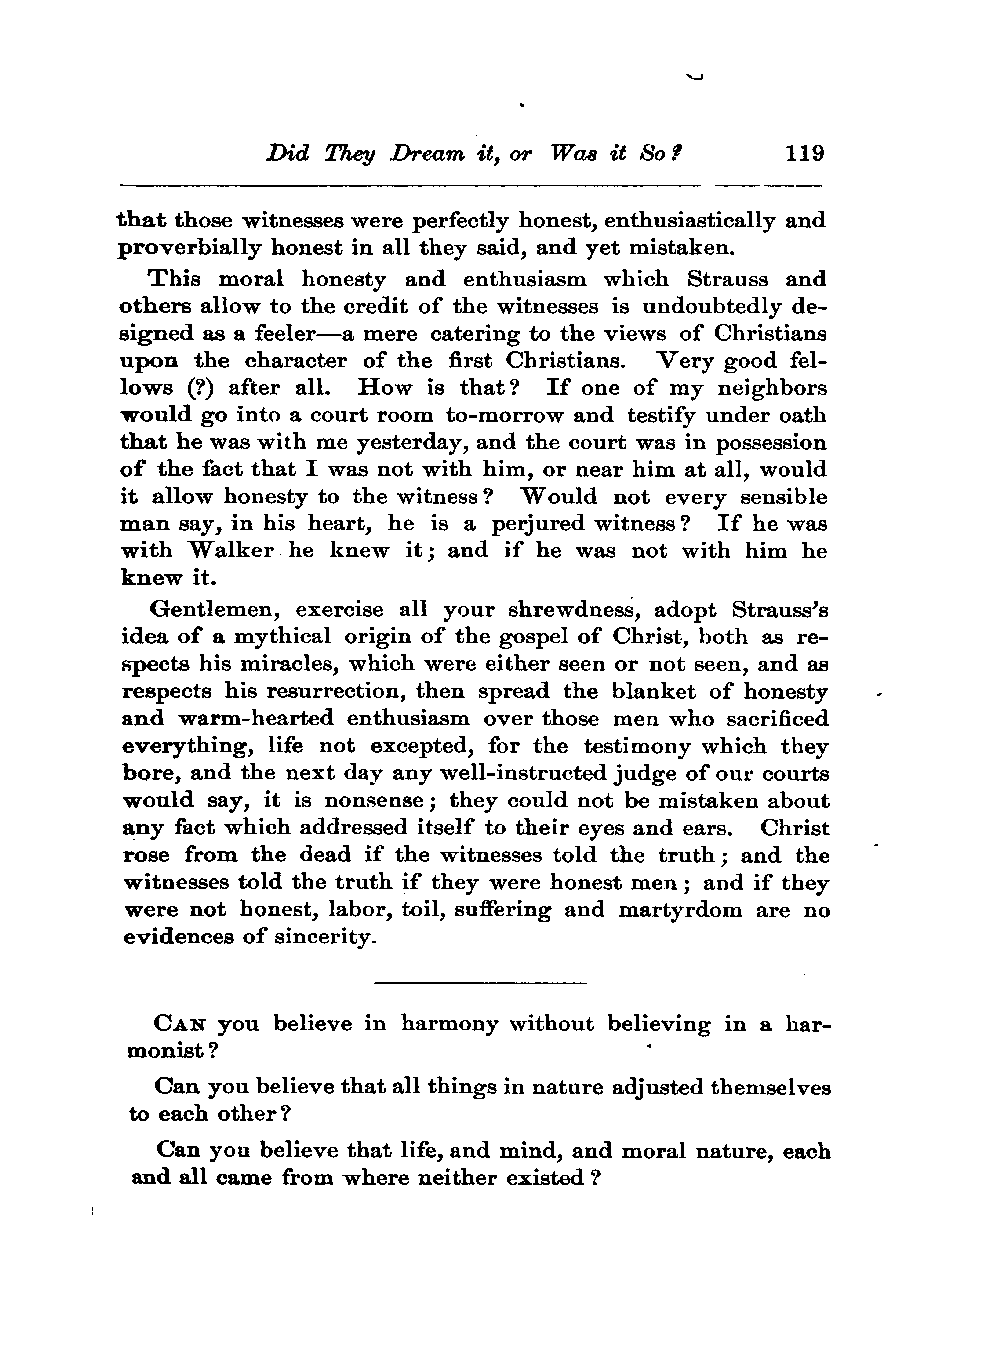 Did They Dream it, or Was it So? 119
that those witnesses were perfectly honest, enthusiastically and
proverbially honest in all they said, and yet mistaken.
This moral honesty and enthusiasm which Strauss and
others allow to the credit of the witnesses is undoubtedly de-
signed as a feeler—a mere catering to the views of Christians
upon the character of the first Christians. Very good fel-
lows (?) after all. How is that? If one of my neighbors
would go into a court room to-morrow and testify under oath
that he was with me yesterday, and the court was in possession
of the fact that I was not with him, or near him at all, would
it allow honesty to the witness? Would not every sensible
man say, in his heart, he is a perjured witness? If he was
with Walker he knew it; and if he was not with him he
knew it.
Gentlemen, exercise all your shrewdness, adopt Strauss's
idea of a mythical origin of the gospel of Christ, both as re-
spects his miracles, which were either seen or not seen, and as
respects his resurrection, then spread the blanket of honesty
and warm-hearted enthusiasm over those men who sacrificed
everything, life not excepted, for the testimony which they
bore, and the next day any well-instructed judge of our courts
would say, it is nonsense; they could not be mistaken about
any fact which addressed itself to their eyes and ears. Christ
rose from the dead if the witnesses told the truth; and the
witnesses told the truth if they were honest men; and if they
were not honest, labor, toil, suffering and martyrdom are no
evidences of sincerity.
CAN you believe in harmony without believing in a har-
monist?
Can you believe that all things in nature adjusted themselves
to each other?
Can you believe that life, and mind, and moral nature, each
and all came from where neither existed?